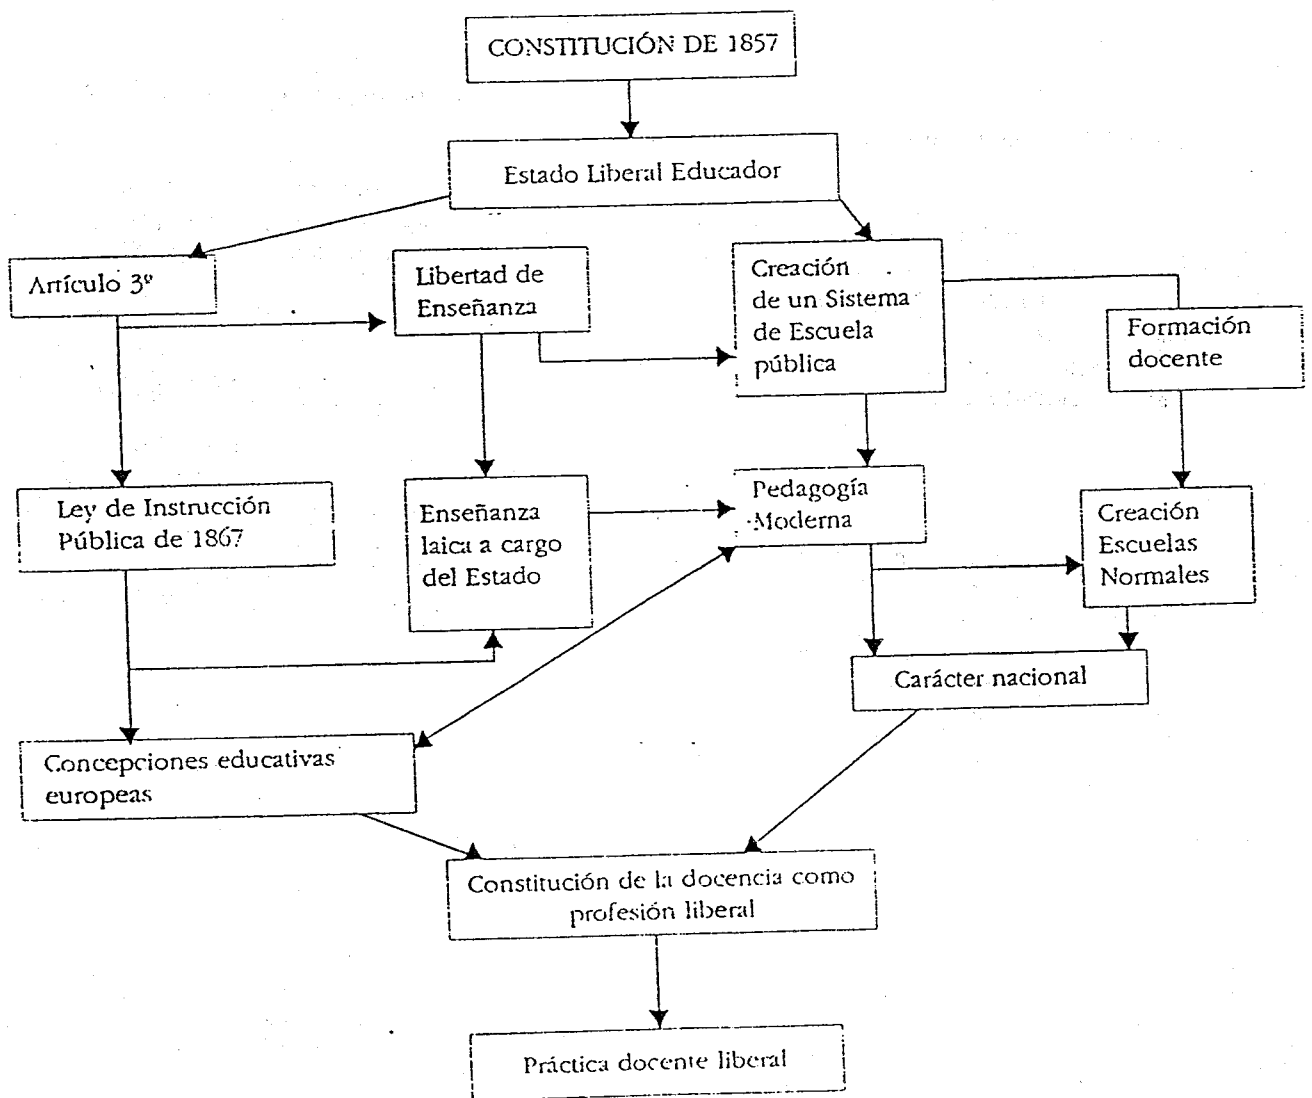 CONSTITUCIÓN DE 1857
Estado Liberal Educador
Artículo 3º
Libertad de
Enseñanza
Creación
de un Sistema
de Escuela
pública
Formación
docente
Ley de Instrucción
Pública de 1867
Enseñanza
laica a cargo
del Estado
Pedagogía
Moderna
Creación
Escuelas
Normales
Carácter nacional
Concepciones educativas
europeas
Constitución de la docencia como
profesión liberal
Práctica docente liberal